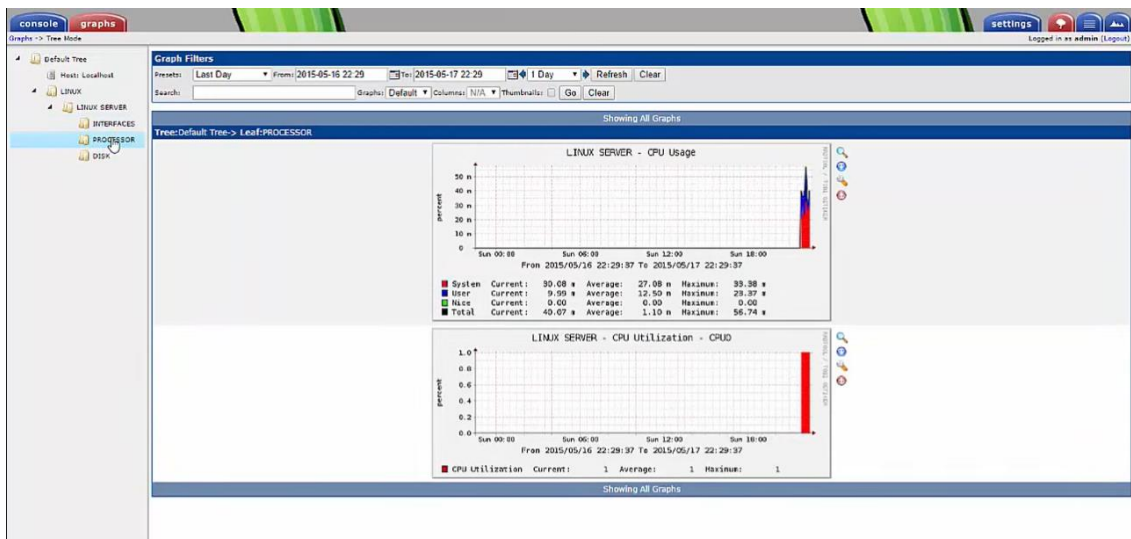 console graphs settings
Graphs -> Tree Mode Logged in as admin (Logout)
Default Tree
Host: Localhost
LINUX
LINUX SERVER
INTERFACES
PROCESSOR
DISK
Graph Filters
Presets: Last Day From: 2015-05-16 22:29 To: 2015-05-17 22:29 1 Day Refresh Clear
Search: Graphs: Default Columns: N/A Thumbnails: Go Clear
Showing All Graphs
Tree:Default Tree-> Leaf:PROCESSOR
LINUX SERVER - CPU Usage
percent
50 m
40 m
30 m
20 m
10 m
0
Sun 00:00 Sun 06:00 Sun 12:00 Sun 18:00
From 2015/05/16 22:29:37 To 2015/05/17 22:29:37
System Current: 30.08 m Average: 27.08 m Maximum: 33.38 m
User Current: 9.99 m Average: 12.50 m Maximum: 23.37 m
Nice Current: 0.00 Average: 0.00 Maximum: 0.00
Total Current: 40.07 m Average: 1.10 m Maximum: 56.74 m
LINUX SERVER - CPU Utilization - CPU0
percent
1.0
0.8
0.6
0.4
0.2
0.0
Sun 00:00 Sun 06:00 Sun 12:00 Sun 18:00
From 2015/05/16 22:29:37 To 2015/05/17 22:29:37
CPU Utilization Current: 1 Average: 1 Maximum: 1
Showing All Graphs